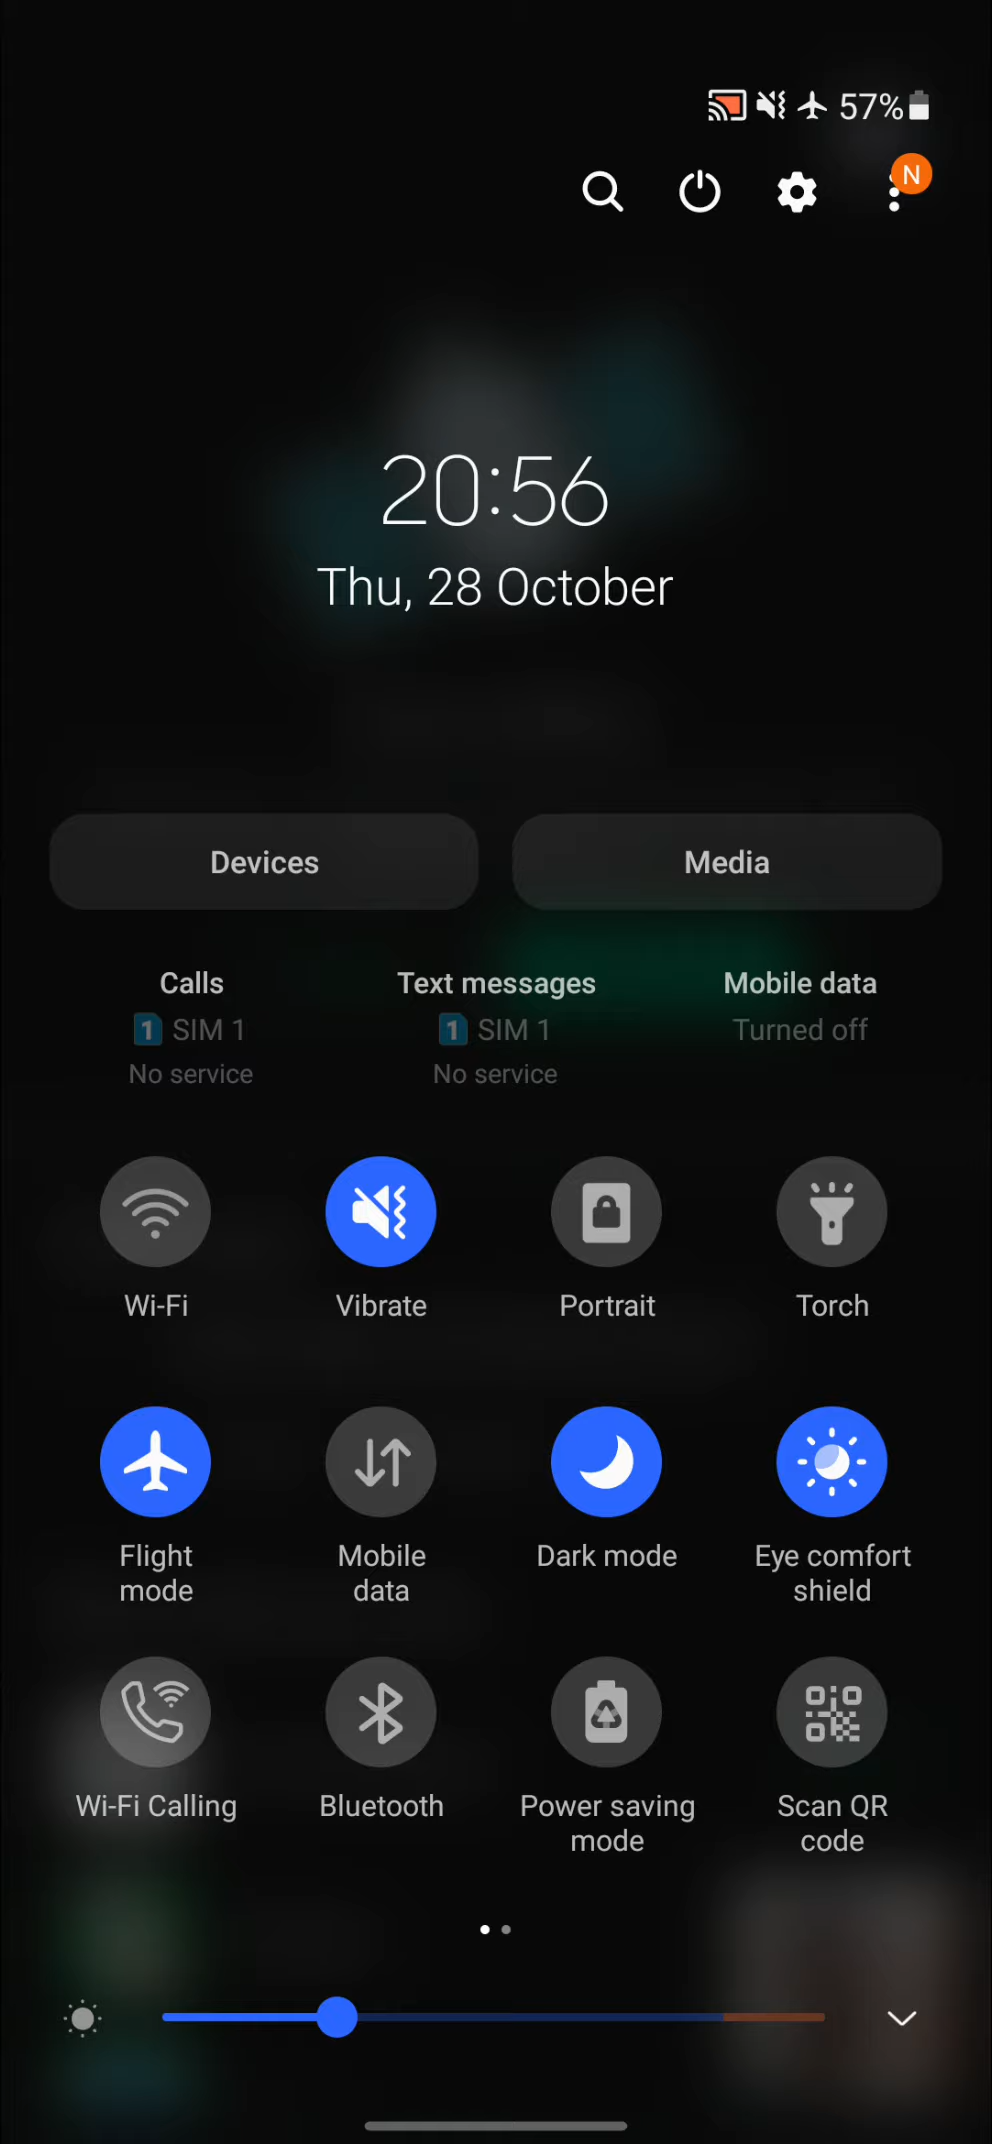 57%
N
20:56
Thu, 28 October
Devices
Media
Calls
Text messages
Mobile data
1 SIM 1
1 SIM 1
Turned off
No service
No service
Wi-Fi
Vibrate
Portrait
Torch
Flight
mode
Mobile
data
Dark mode
Eye comfort
shield
Wi-Fi Calling
Bluetooth
Power saving
mode
Scan QR
code